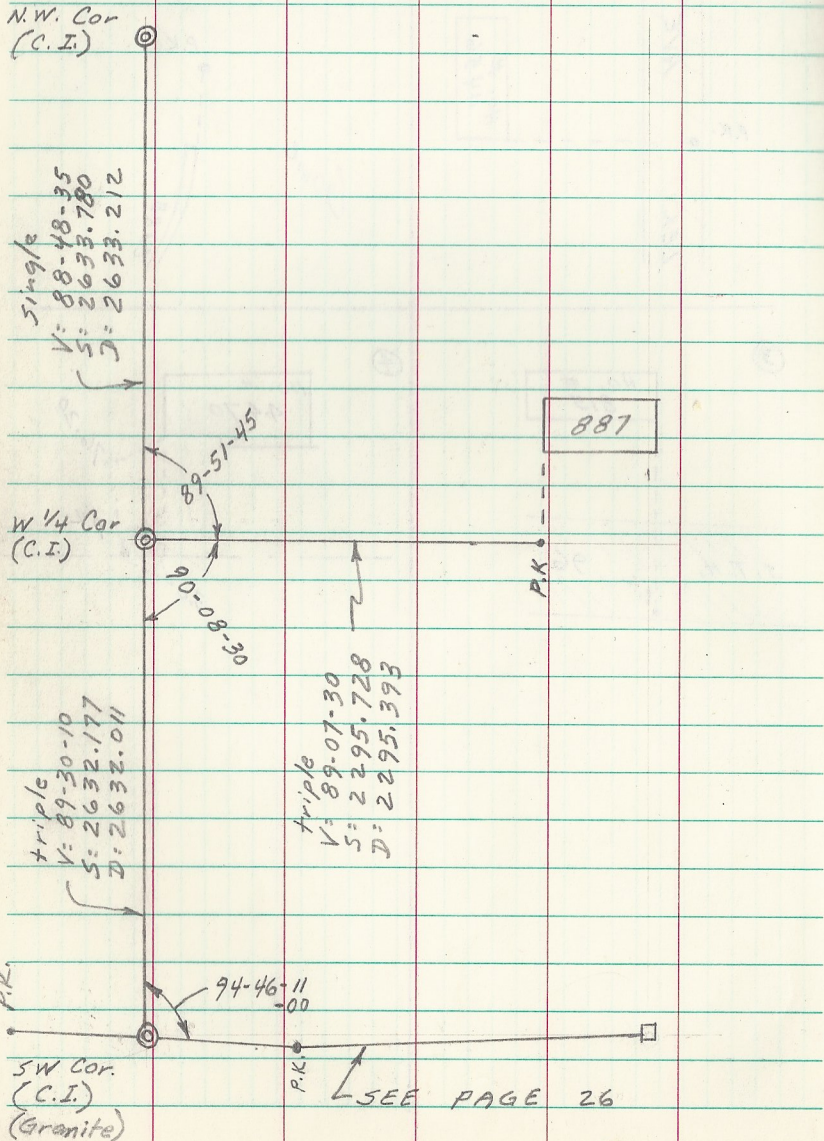 N.W. Cor
(C.I.)
single
V= 88-48-35
S= 2633.780
D= 2633.212
89-51-45
887
W 1/4 Cor
(C.I.)
90-08-30
P.K
triple
V= 89-30-10
S= 2632.177
D= 2632.011
triple
V= 89-07-30
S= 2295.728
D= 2295.393
P.K.
94-46-11
-00
SW Cor.
(C.I.)
(Granite)
P.K.
SEE PAGE 26